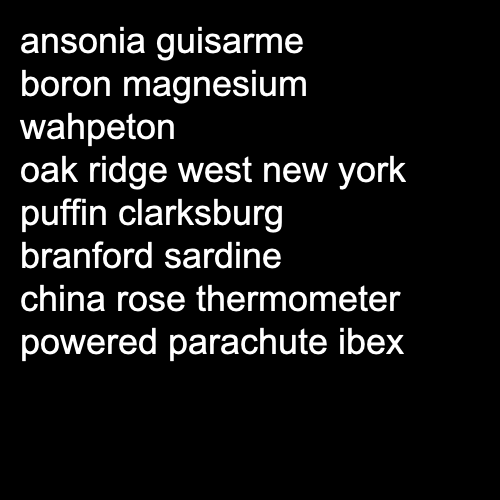 ansonia guisarme
boron magnesium
wahpeton
oak ridge west new york
puffin clarksburg
branford sardine
china rose thermometer
powered parachute ibex